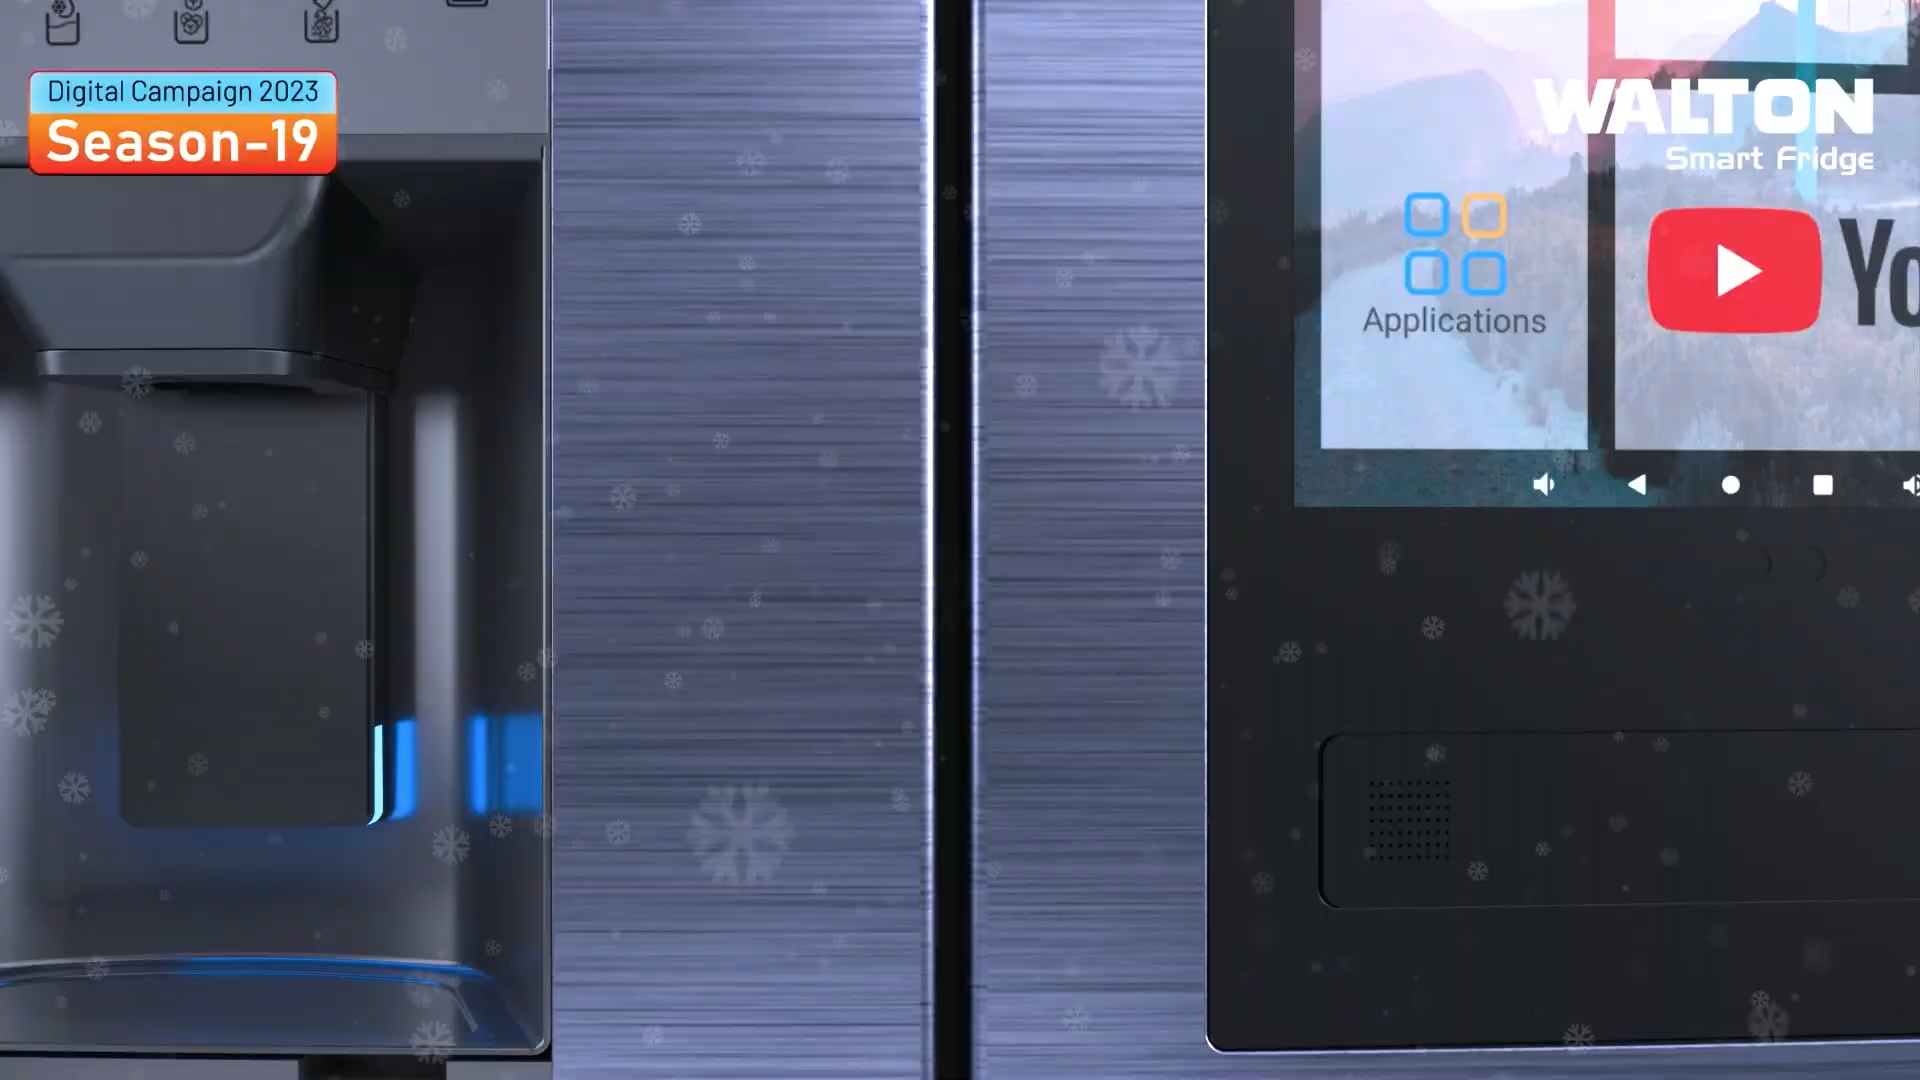 Digital Campaign 2023
Season-19
WALTON
Smart Fridge
Applications
Yo